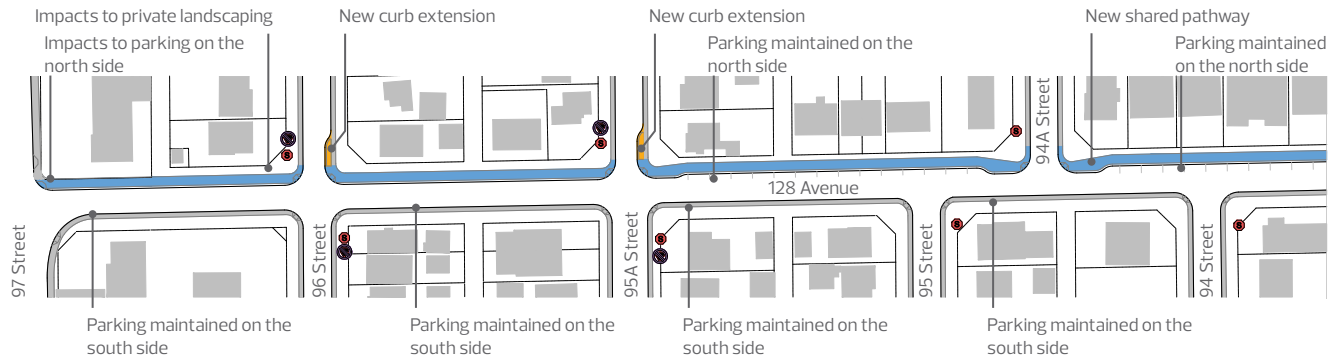 Impacts to private landscaping
Impacts to parking on the
north side
New curb extension
New curb extension
Parking maintained on the
north side
New shared pathway
Parking maintained
on the north side
94A Street
128 Avenue
97 Street
96 Street
95A Street
95 Street
94 Street
Parking maintained on the
south side
Parking maintained on the
south side
Parking maintained on the
south side
Parking maintained on the
south side